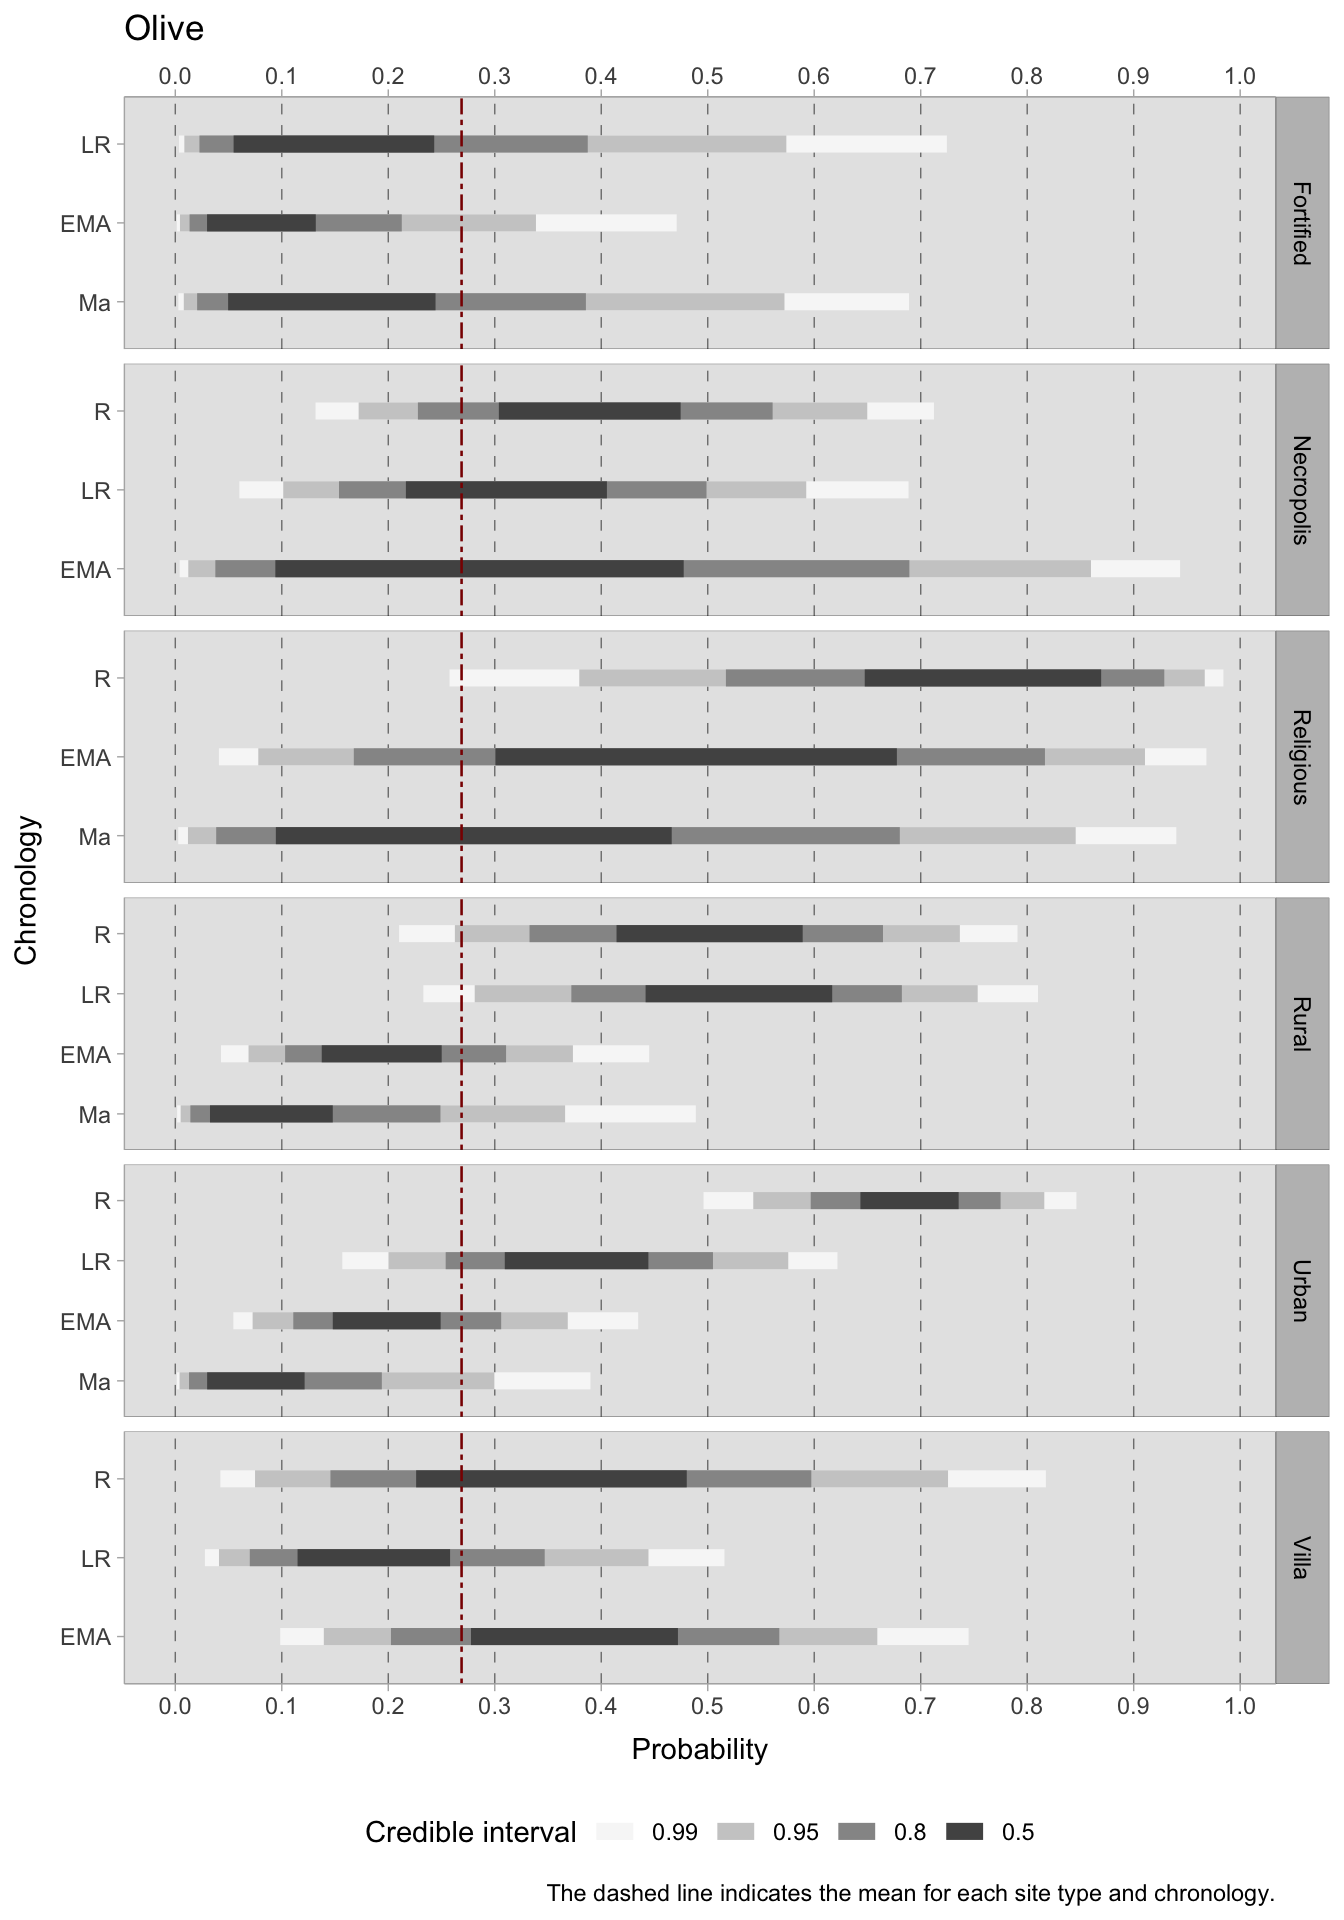 Olive
0.0 0.1 0.2 0.3 0.4 0.5 0.6 0.7 0.8 0.9 1.0
LR
EMA
Ma
Fortified
R
LR
EMA
Necropolis
R
EMA
Ma
Religious
Chronology
R
LR
EMA
Ma
Rural
R
LR
EMA
Ma
Urban
R
LR
EMA
Villa
0.0 0.1 0.2 0.3 0.4 0.5 0.6 0.7 0.8 0.9 1.0
Probability
Credible interval 0.99 0.95 0.8 0.5
The dashed line indicates the mean for each site type and chronology.